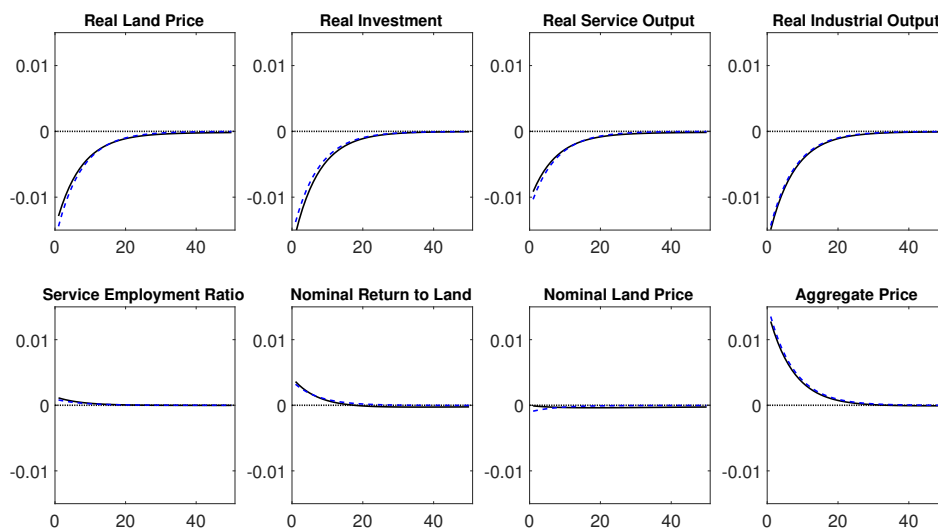 Real Land Price
Real Investment
Real Service Output
Real Industrial Output
0.01
0
-0.01
0 20 40
0.01
0
-0.01
0 20 40
0.01
0
-0.01
0 20 40
0.01
0
-0.01
0 20 40
Service Employment Ratio
Nominal Return to Land
Nominal Land Price
Aggregate Price
0.01
0
-0.01
0 20 40
0.01
0
-0.01
0 20 40
0.01
0
-0.01
0 20 40
0.01
0
-0.01
0 20 40